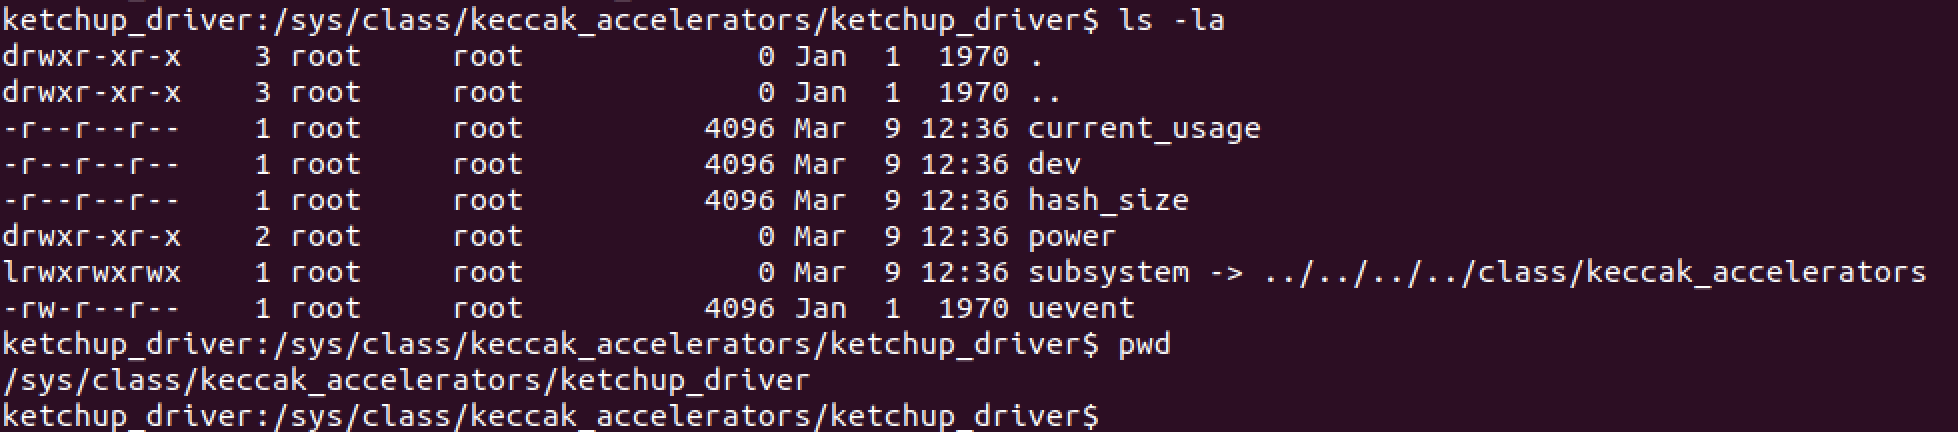 ketchup_driver:/sys/class/keccak_accelerators/ketchup_driver$ ls -la
drwxr-xr-x    3 root     root             0 Jan  1  1970 .
drwxr-xr-x    3 root     root             0 Jan  1  1970 ..
-r--r--r--    1 root     root          4096 Mar  9 12:36 current_usage
-r--r--r--    1 root     root          4096 Mar  9 12:36 dev
-r--r--r--    1 root     root          4096 Mar  9 12:36 hash_size
drwxr-xr-x    2 root     root             0 Mar  9 12:36 power
lrwxrwxrwx    1 root     root             0 Mar  9 12:36 subsystem -> ../../../../class/keccak_accelerators
-rw-r--r--    1 root     root          4096 Jan  1  1970 uevent
ketchup_driver:/sys/class/keccak_accelerators/ketchup_driver$ pwd
/sys/class/keccak_accelerators/ketchup_driver
ketchup_driver:/sys/class/keccak_accelerators/ketchup_driver$